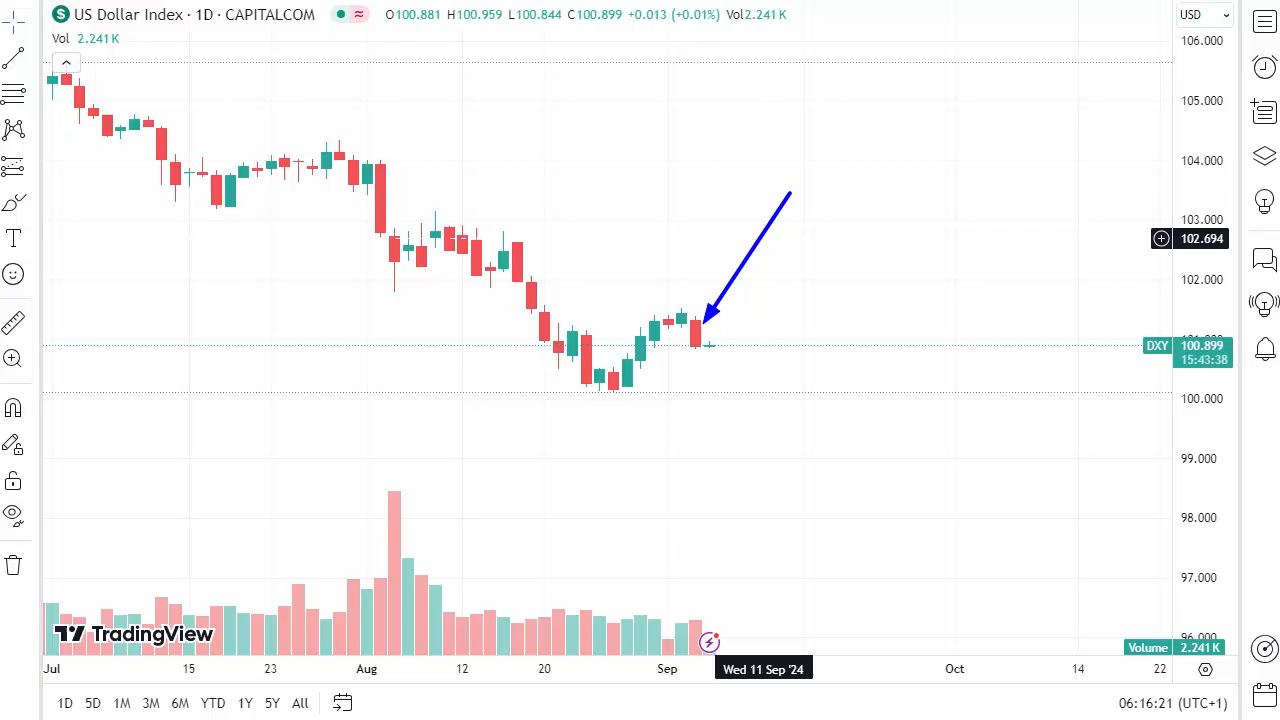 US Dollar Index · 1D · CAPITALCOM O100.881 H100.959 L100.844 C100.899 +0.013 (+0.01%) Vol2.241 K USD
Vol 2.241 K
106.000
105.000
104.000
103.000
102.694
102.000
DXY 100.899
15:43:38
100.000
99.000
98.000
97.000
96.000
TradingView
Volume 2.241 K
Jul 15 23 Aug 12 20 Sep Wed 11 Sep '24 Oct 14 22
1D 5D 1M 3M 6M YTD 1Y 5Y All 06:16:21 (UTC+1)